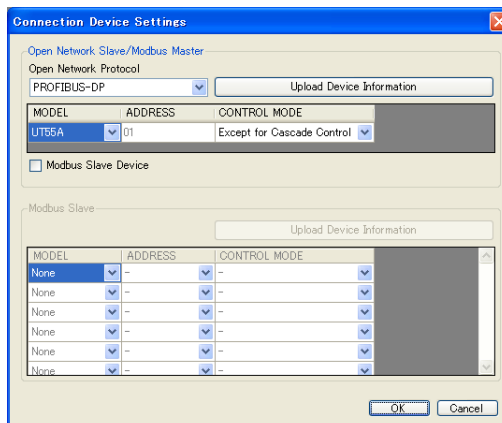 Connection Device Settings
Open Network Slave/Modbus Master
Open Network Protocol
PROFIBUS-DP Upload Device Information
MODEL ADDRESS CONTROL MODE
UT55A 01 Except for Cascade Control
Modbus Slave Device
Modbus Slave
Upload Device Information
MODEL ADDRESS CONTROL MODE
None - -
None - -
None - -
None - -
None - -
None - -
OK Cancel